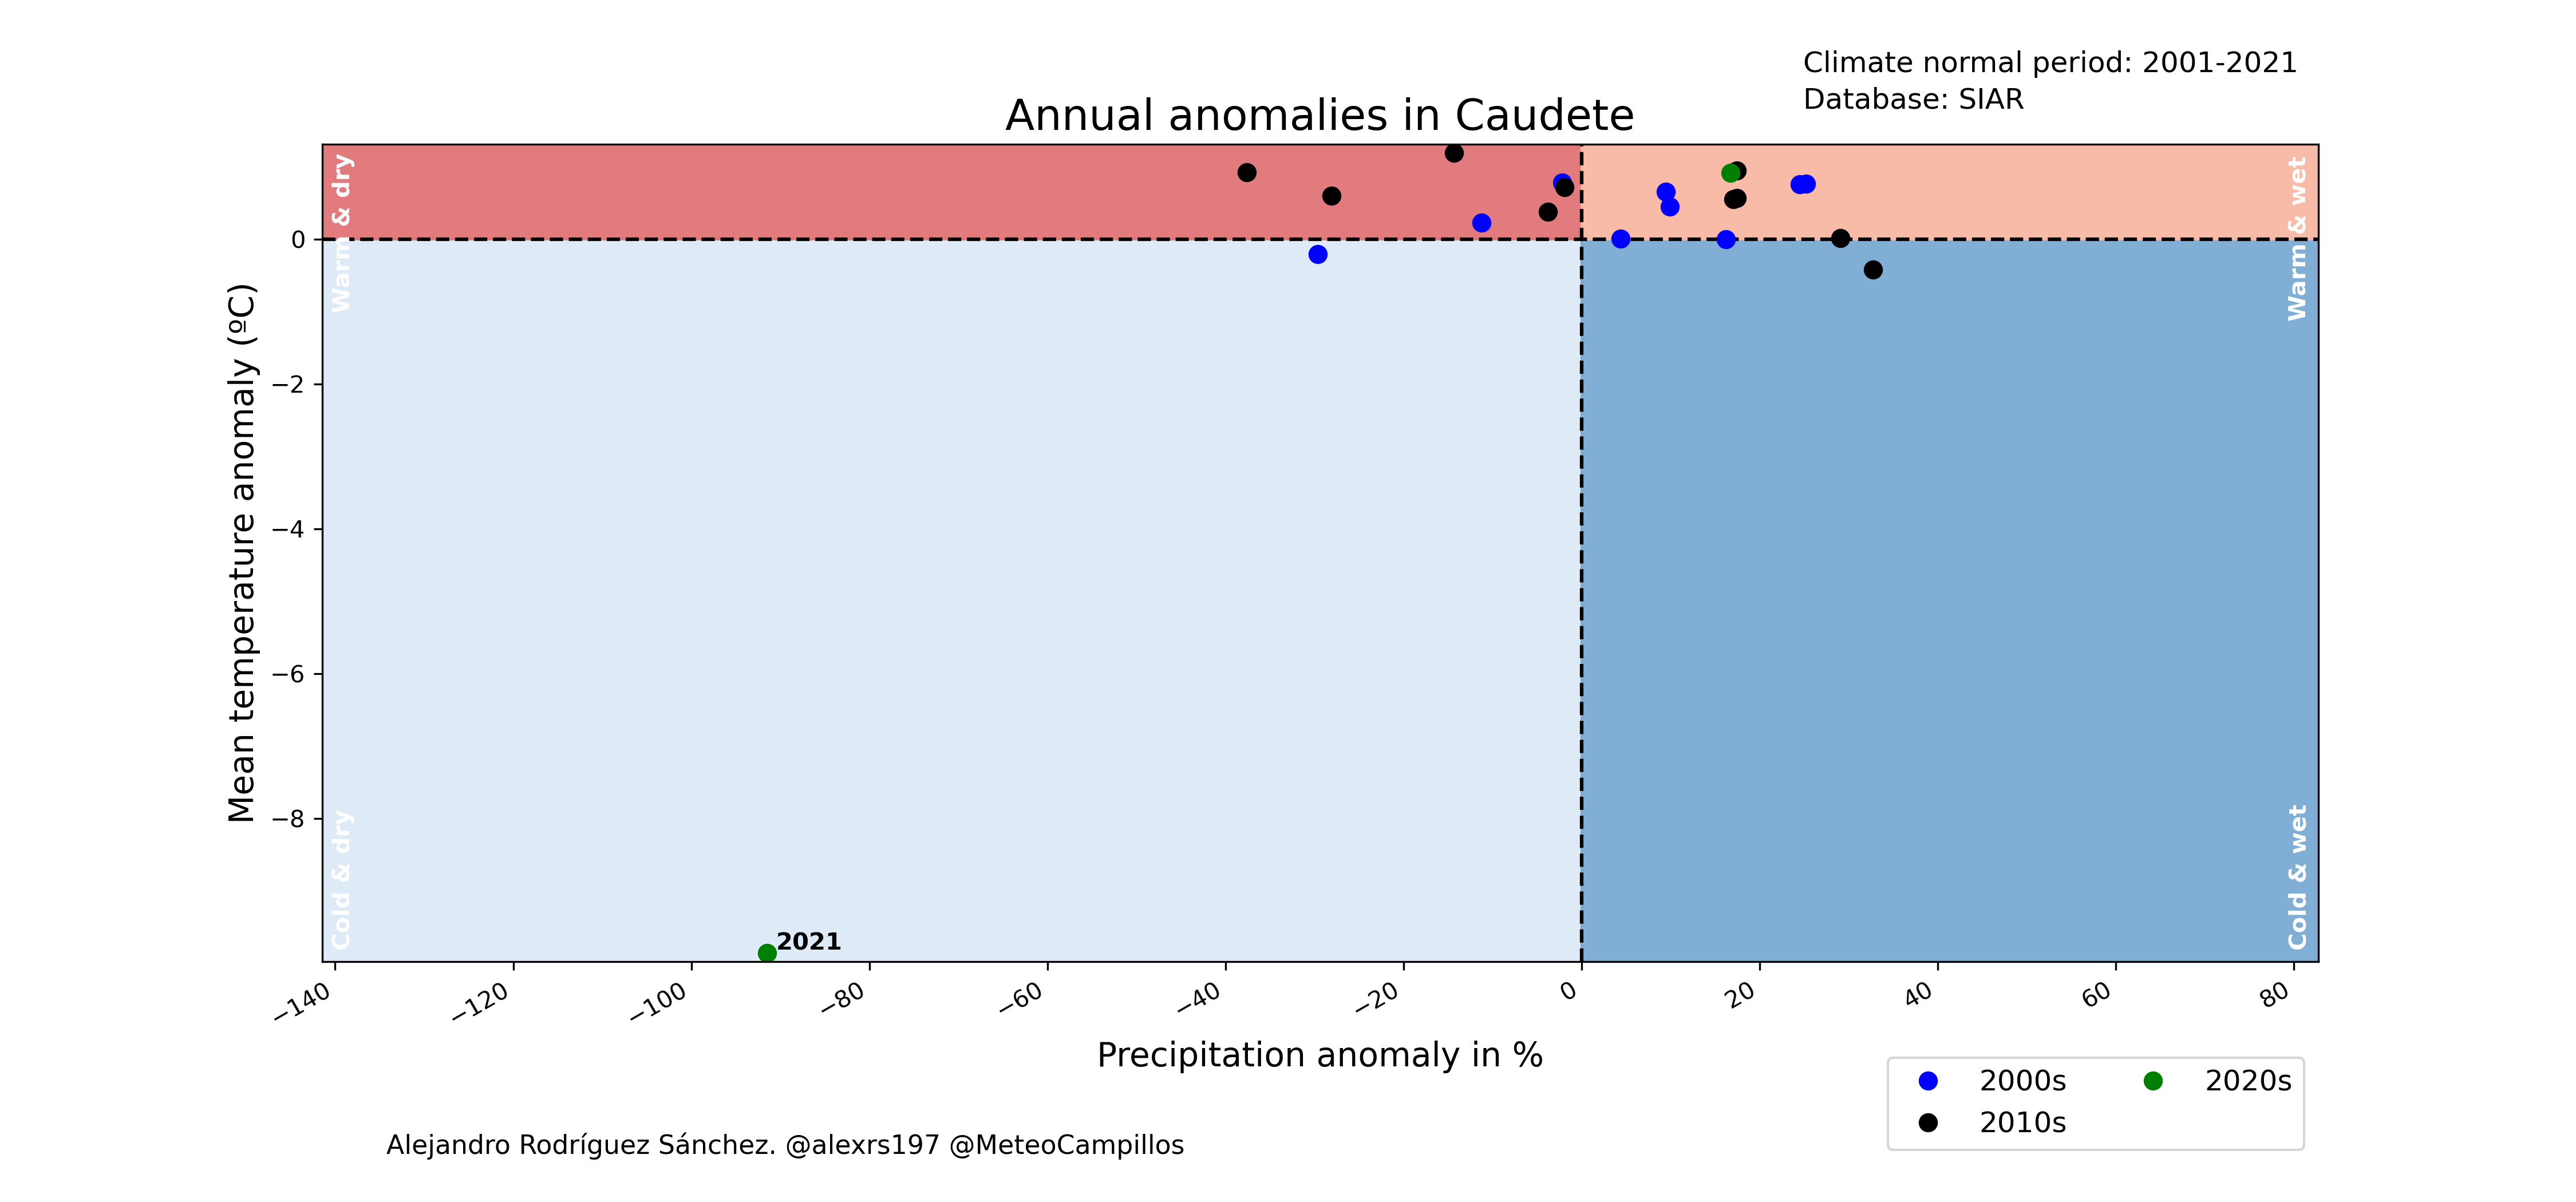 Climate normal period: 2001-2021
Database: SIAR
Annual anomalies in Caudete
Warm & dry
Warm & wet
Mean temperature anomaly (ºC)
0
−2
−4
−6
−8
Cold & dry
Cold & wet
2021
−140
−120
−100
−80
−60
−40
−20
0
20
40
60
80
Precipitation anomaly in %
2000s
2020s
2010s
Alejandro Rodríguez Sánchez. @alexrs197 @MeteoCampillos